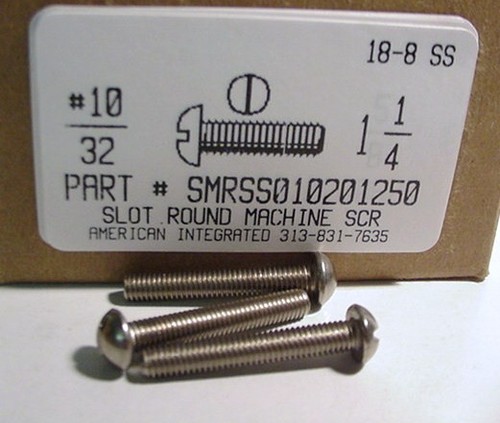 18-8 SS
#10
32
1 1/4
PART # SMRSS010201250
SLOT ROUND MACHINE SCR
AMERICAN INTEGRATED 313-831-7635